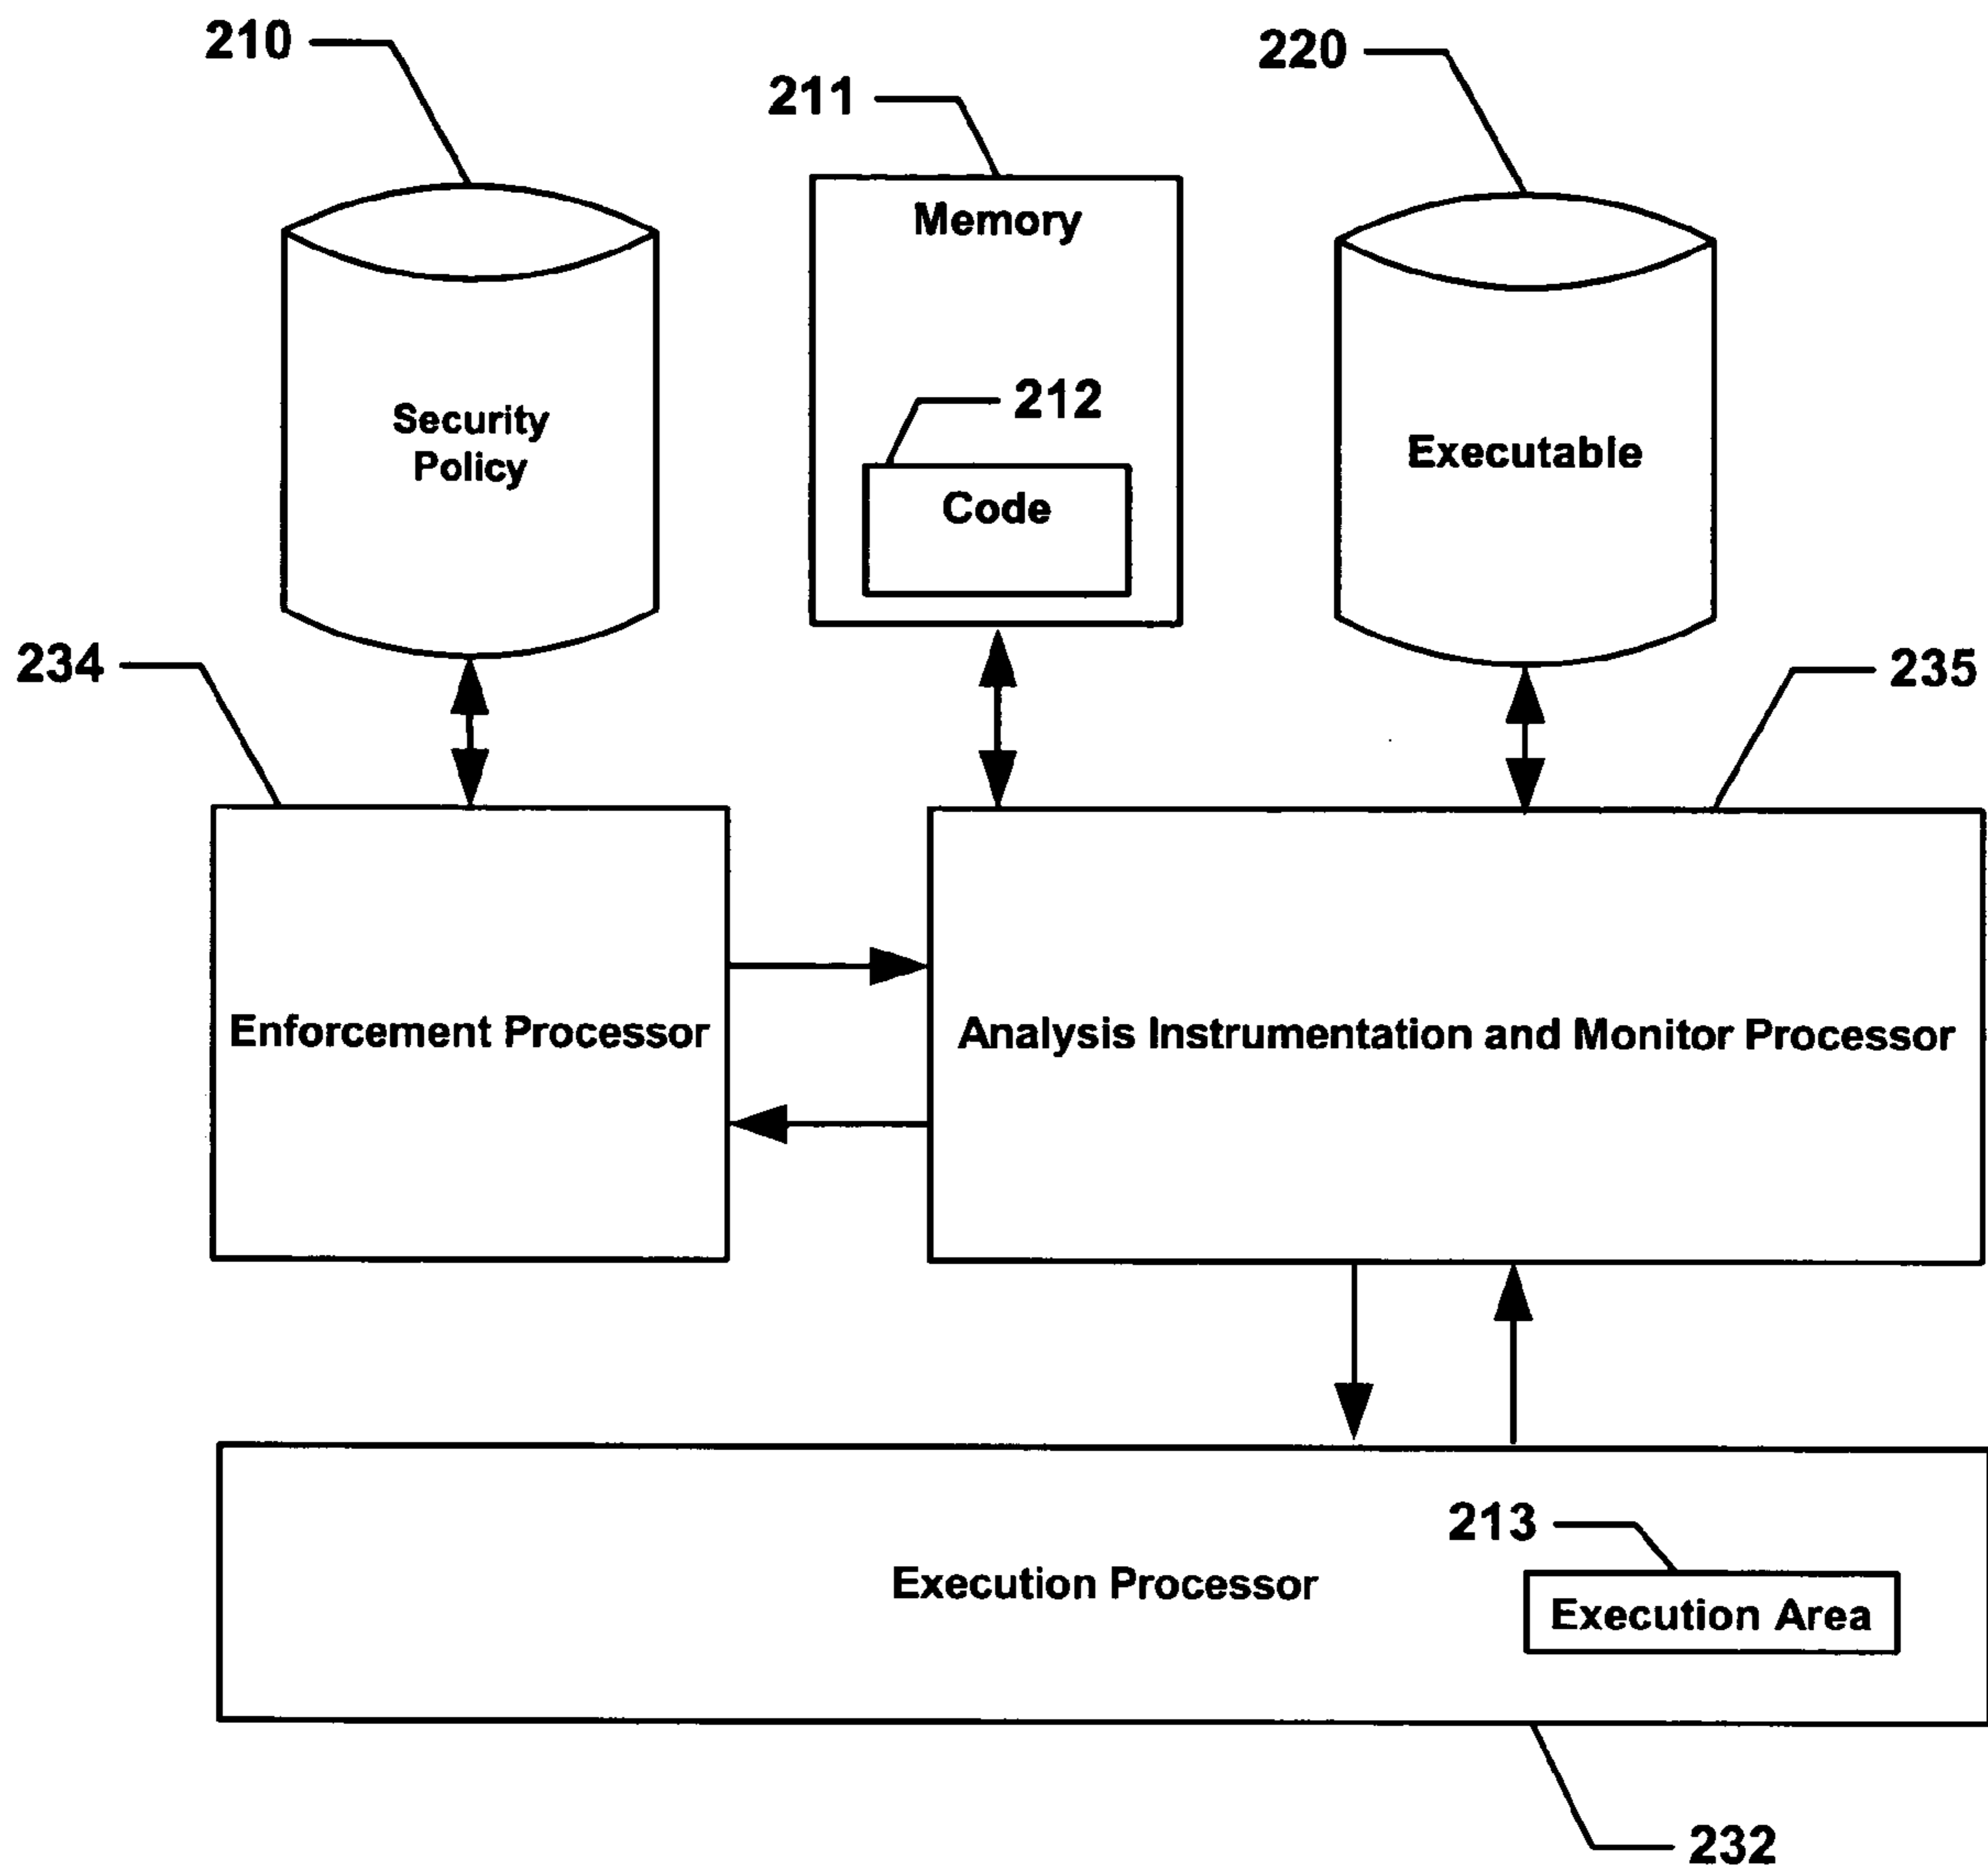 210
220
211
Memory
212
Security
Policy
Code
Executable
234
235
Enforcement Processor
Analysis Instrumentation and Monitor Processor
213
Execution Processor
Execution Area
232